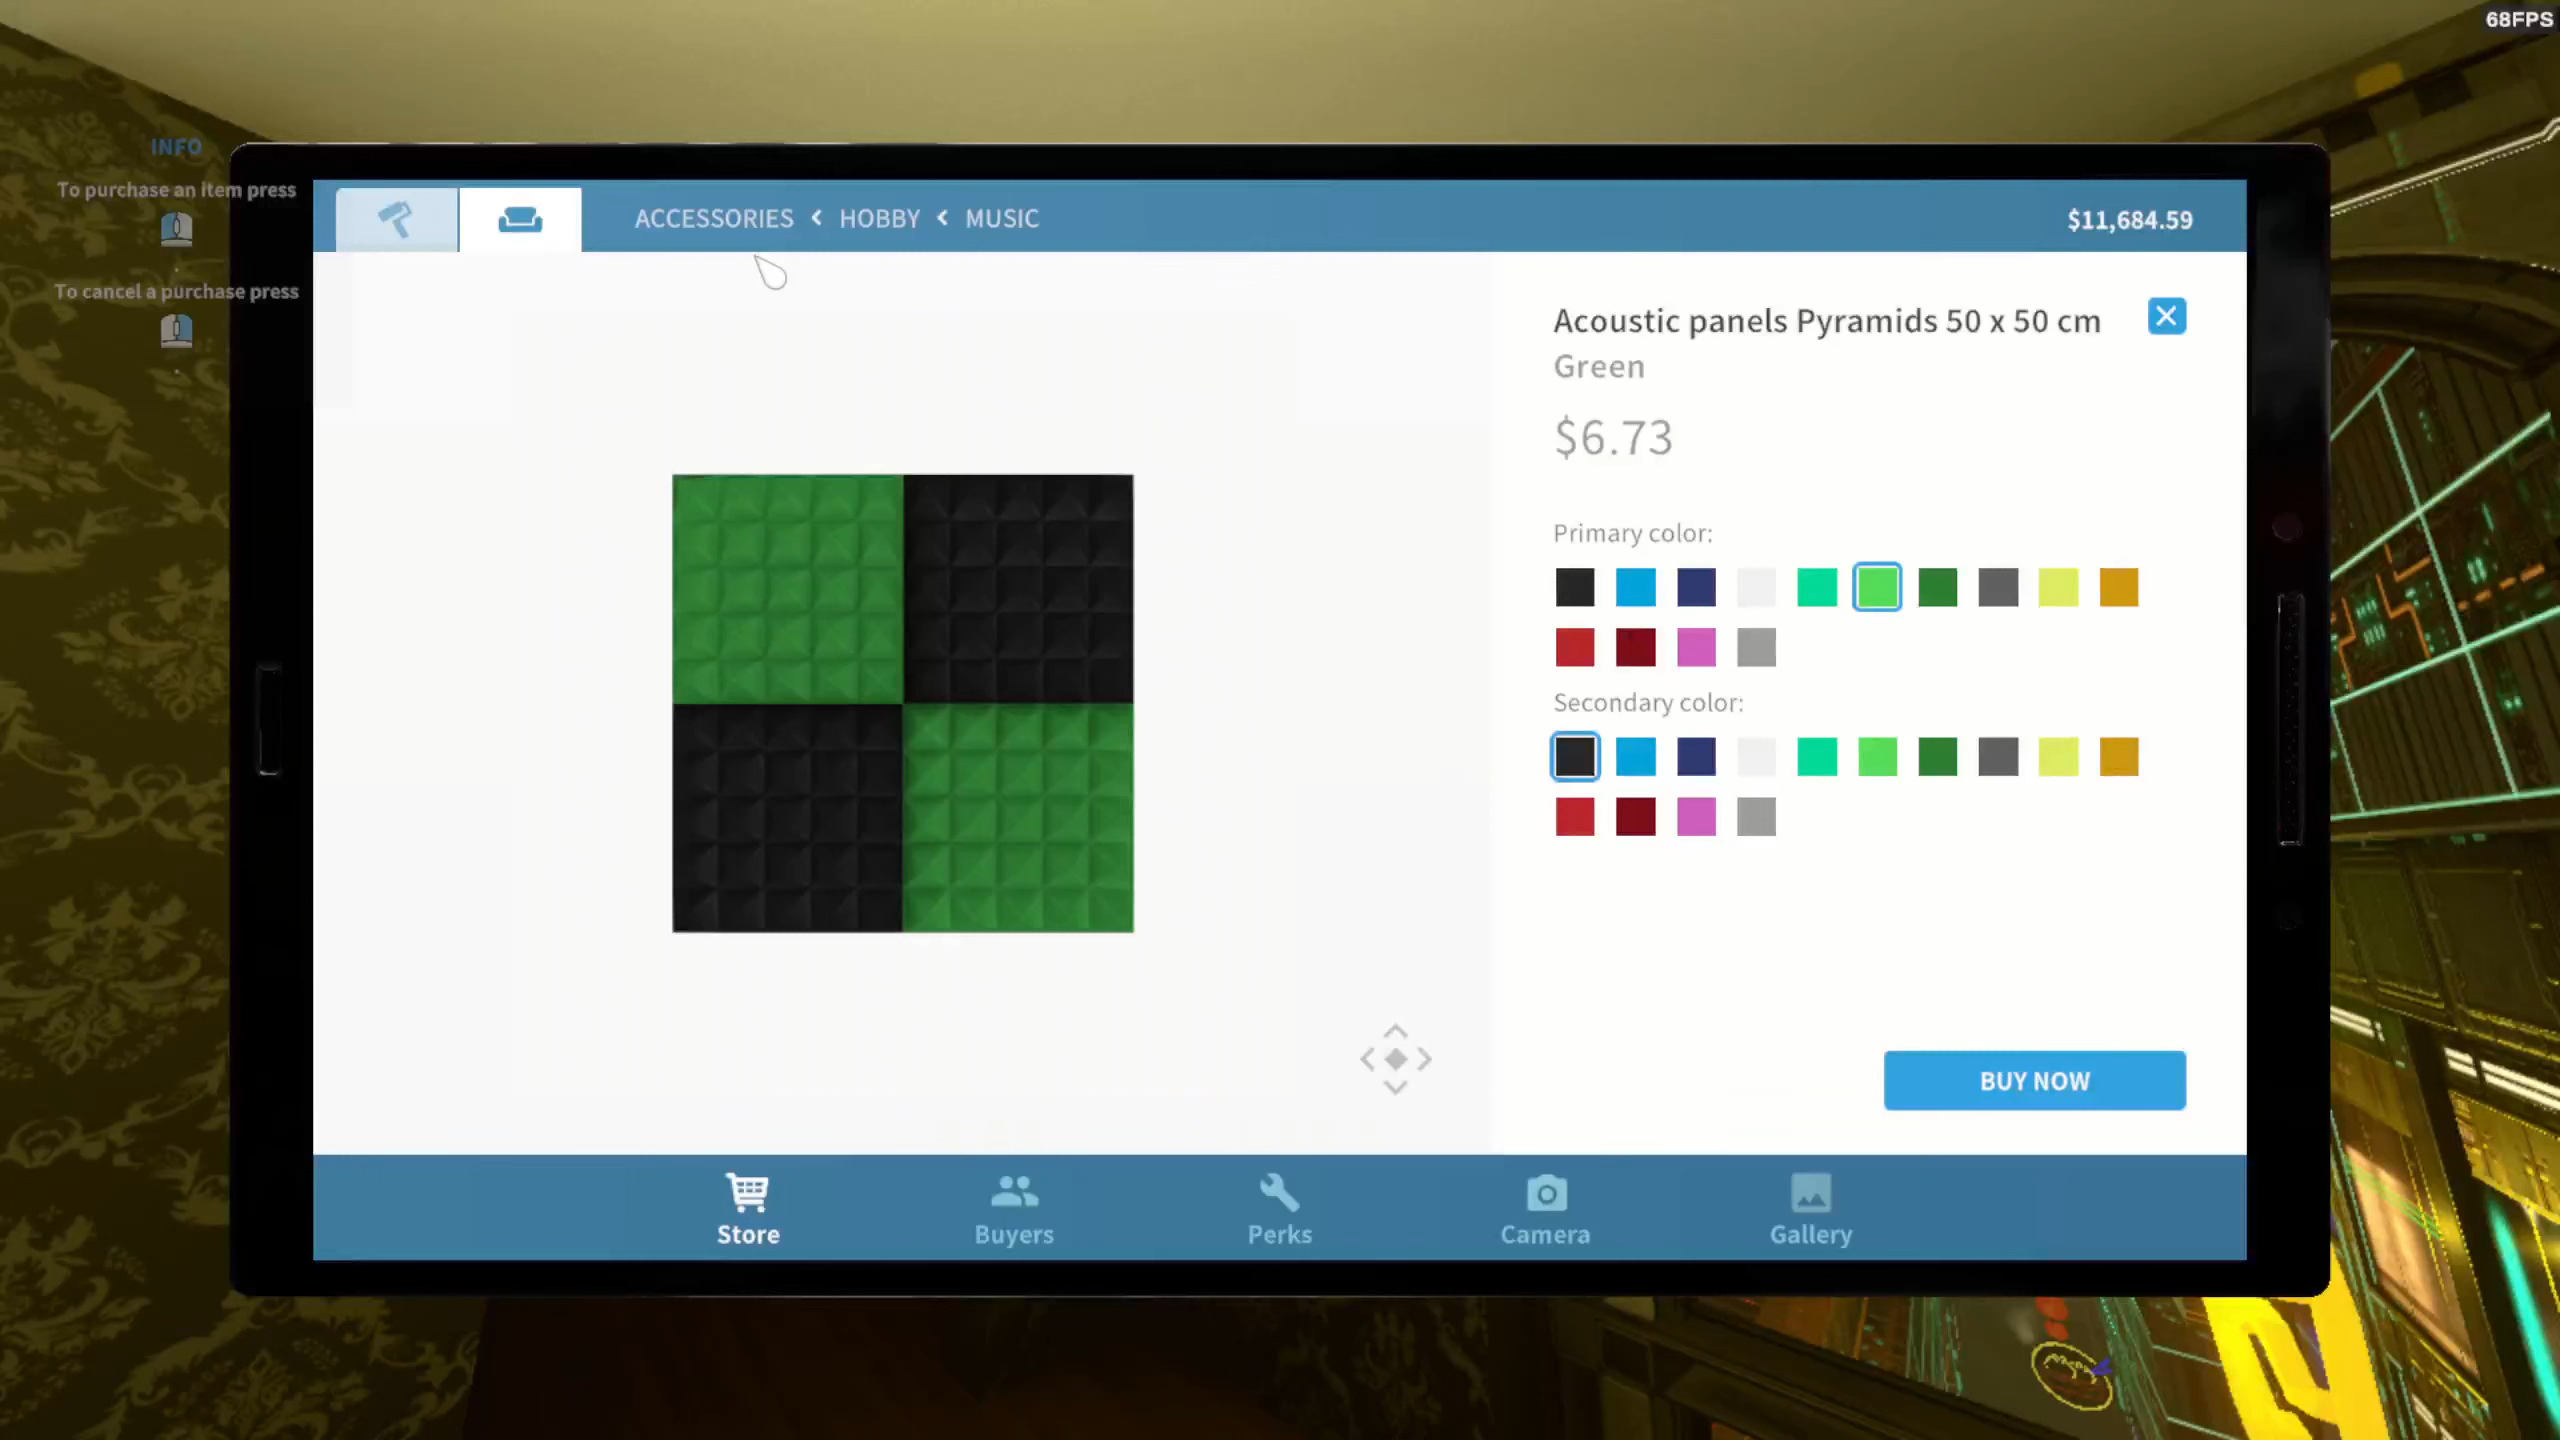 68FPS
INFO
To purchase an item press
To cancel a purchase press
ACCESSORIES < HOBBY < MUSIC
$11,684.59
Acoustic panels Pyramids 50 x 50 cm
Green
$6.73
Primary color:
Secondary color:
BUY NOW
Store
Buyers
Perks
Camera
Gallery